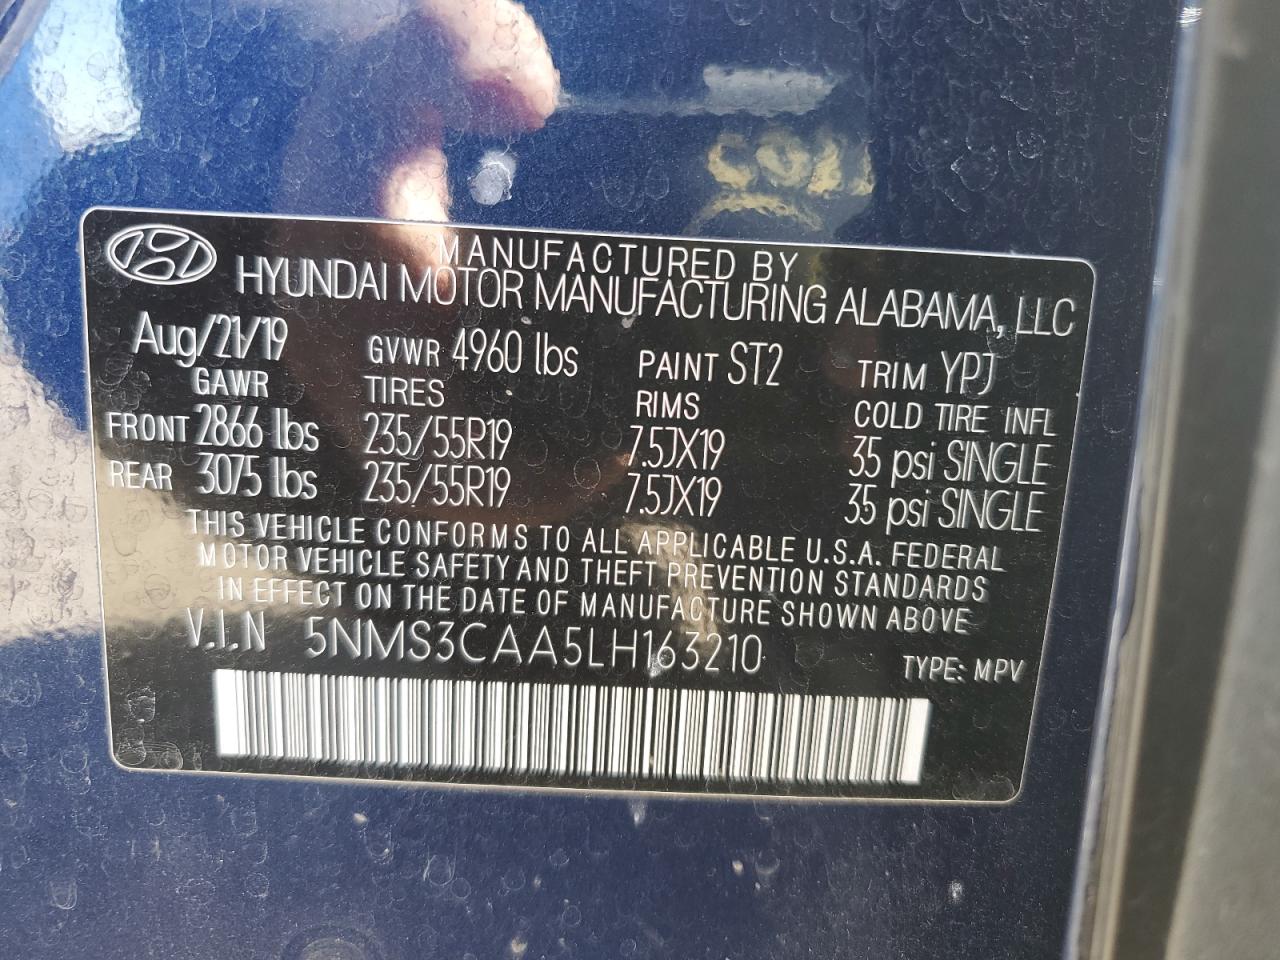 MANUFACTURED BY
HYUNDAI MOTOR MANUFACTURING ALABAMA, LLC
Aug/21/19 GVWR 4960 lbs PAINT ST2 TRIM YPJ
GAWR TIRES RIMS COLD TIRE INFL
FRONT 2866 lbs 235/55R19 7.5JX19 35 psi SINGLE
REAR 3075 lbs 235/55R19 7.5JX19 35 psi SINGLE
THIS VEHICLE CONFORMS TO ALL APPLICABLE U.S.A. FEDERAL
MOTOR VEHICLE SAFETY AND THEFT PREVENTION STANDARDS
IN EFFECT ON THE DATE OF MANUFACTURE SHOWN ABOVE
V.I.N 5NMS3CAA5LH163210 TYPE: MPV